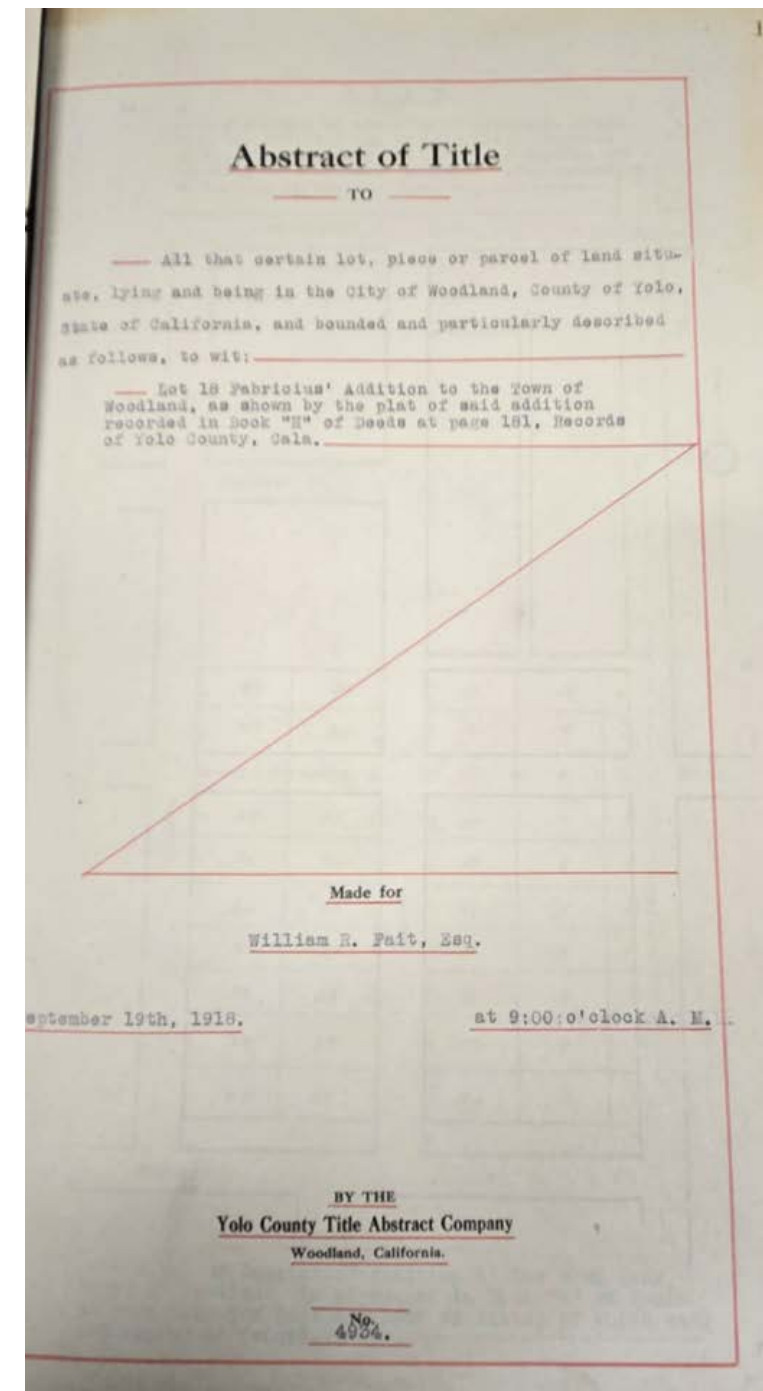 1
Abstract of Title
TO
All that certain lot, piece or parcel of land situ-
ate, lying and being in the City of Woodland, County of Yolo,
State of California, and bounded and particularly described
as follows, to wit:
Lot 18 Fabricius' Addition to the Town of
Woodland, as shown by the plat of said addition
recorded in Book "H" of Deeds at page 181, Records
of Yolo County, Cala.
Made for
William R. Fait, Esq.
eptember 19th, 1918. at 9:00:o'clock A. M.
BY THE
Yolo County Title Abstract Company
Woodland, California.
No.
4934.